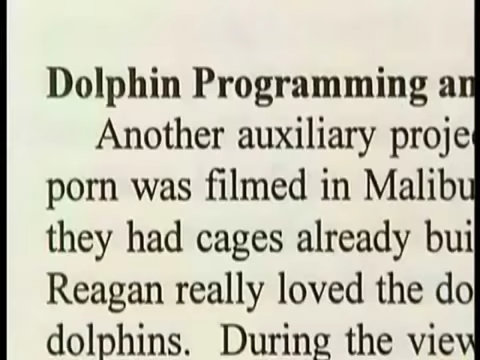 Dolphin Programming an
Another auxiliary proje
porn was filmed in Malibu
they had cages already bui
Reagan really loved the do
dolphins. During the view